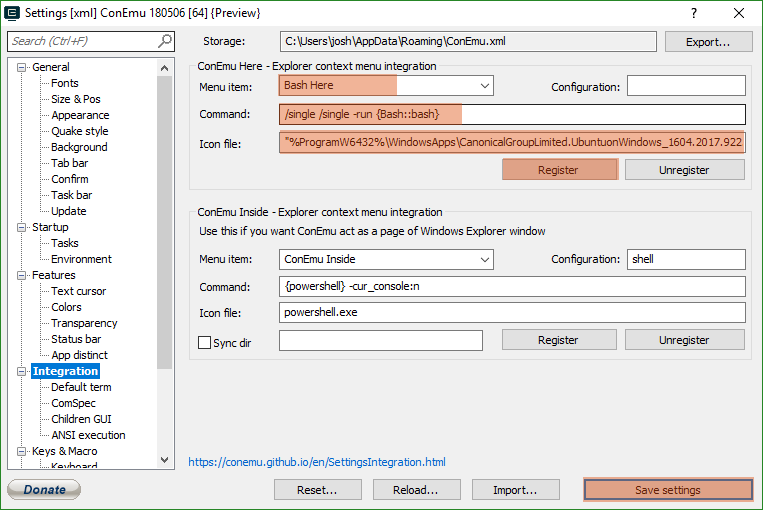 Settings [xml] ConEmu 180506 [64] {Preview}
Search (Ctrl+F)
Storage:
C:\Users\josh\AppData\Roaming\ConEmu.xml
Export...
General
Fonts
Size & Pos
Appearance
Quake style
Background
Tab bar
Confirm
Task bar
Update
Startup
Tasks
Environment
Features
Text cursor
Colors
Transparency
Status bar
App distinct
Integration
Default term
ComSpec
Children GUI
ANSI execution
Keys & Macro
Keyboard
ConEmu Here - Explorer context menu integration
Menu item:
Bash Here
Configuration:
Command:
/single /single -run {Bash::bash}
Icon file:
"%ProgramW6432%\WindowsApps\CanonicalGroupLimited.UbuntuonWindows_1604.2017.922
Register
Unregister
ConEmu Inside - Explorer context menu integration
Use this if you want ConEmu act as a page of Windows Explorer window
Menu item:
ConEmu Inside
Configuration:
shell
Command:
{powershell} -cur_console:n
Icon file:
powershell.exe
Sync dir
Register
Unregister
https://conemu.github.io/en/SettingsIntegration.html
Donate
Reset...
Reload...
Import...
Save settings